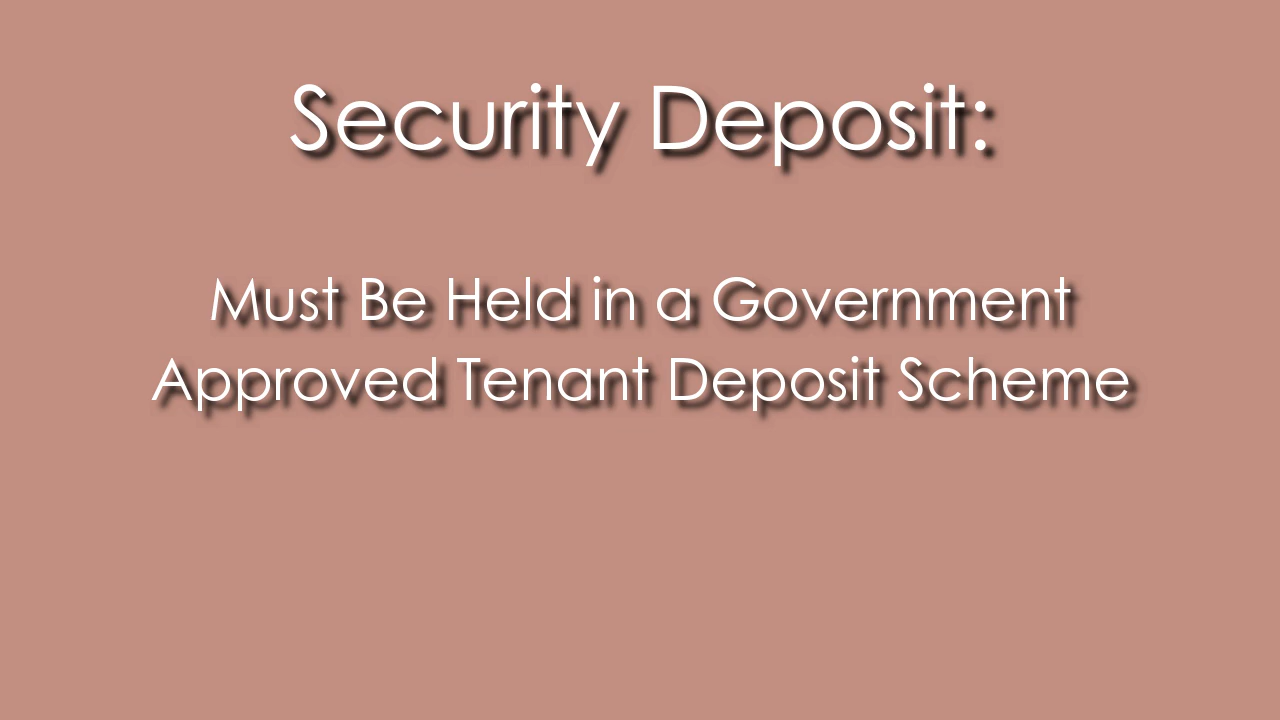 Security Deposit:
Must Be Held in a Government
Approved Tenant Deposit Scheme